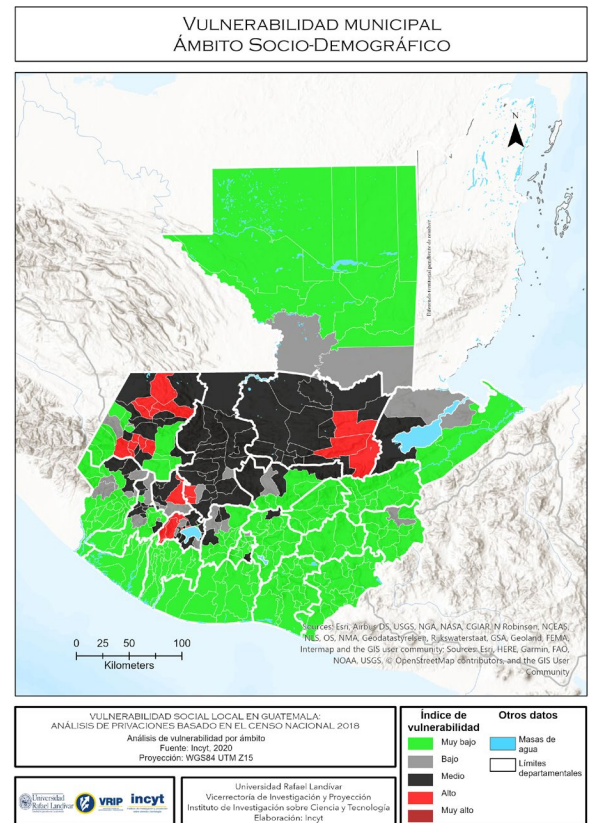 VULNERABILIDAD MUNICIPAL
ÁMBITO SOCIO-DEMOGRÁFICO
N
0 25 50 100
Kilometers
Sources: Esri, Airbus DS, USGS, NGA, NASA, CGIAR, N Robinson, NCEAS,
NLS, OS, NMA, Geodatastyrelsen, Rijkswaterstaat, GSA, Geoland, FEMA,
Intermap and the GIS user community: Sources: Esri, HERE, Garmin, FAO,
NOAA, USGS, © OpenStreetMap contributors, and the GIS User
Community
VULNERABILIDAD SOCIAL LOCAL EN GUATEMALA:
ANÁLISIS DE PRIVACIONES BASADO EN EL CENSO NACIONAL 2018
Análisis de vulnerabilidad por ámbito
Fuente: Incyt, 2020
Proyección: WGS84 UTM Z15
Universidad
Rafael Landívar
VRIP
incyt
Universidad Rafael Landívar
Vicerrectoría de Investigación y Proyección
Instituto de Investigación sobre Ciencia y Tecnología
Elaboración: Incyt
Índice de
vulnerabilidad
Muy bajo
Bajo
Medio
Alto
Muy alto
Otros datos
Masas de
agua
Límites
departamentales